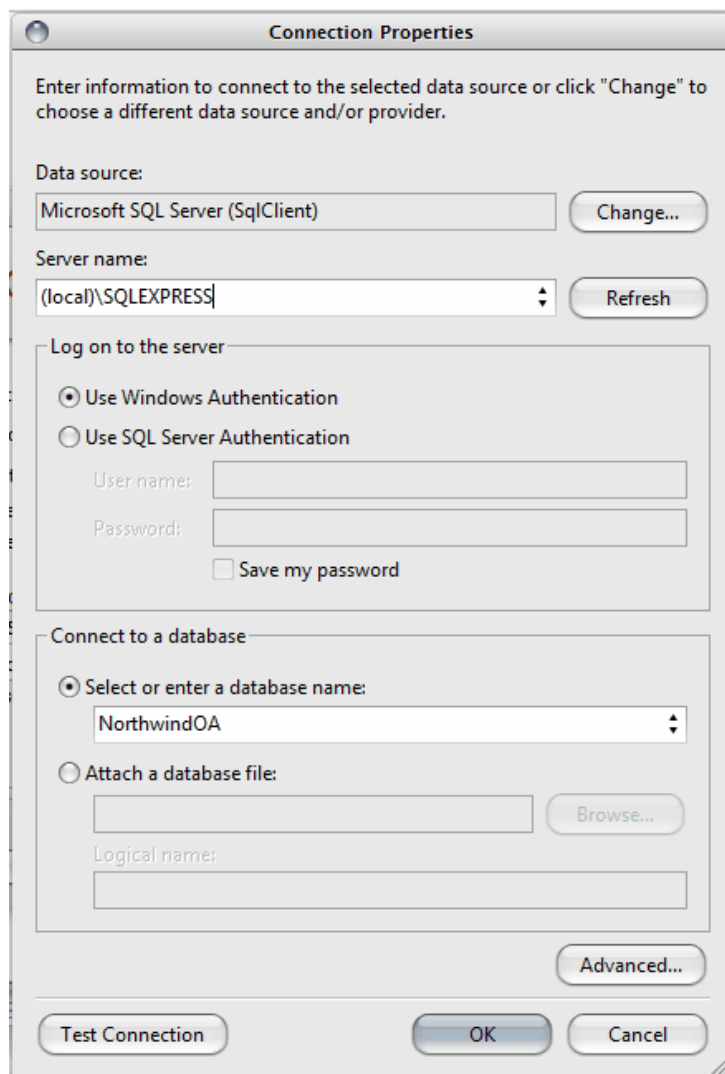 Connection Properties
Enter information to connect to the selected data source or click "Change" to
choose a different data source and/or provider.
Data source:
Microsoft SQL Server (SqlClient)
Change...
Server name:
(local)\SQLEXPRESS
Refresh
Log on to the server
Use Windows Authentication
Use SQL Server Authentication
User name:
Password:
Save my password
Connect to a database
Select or enter a database name:
NorthwindOA
Attach a database file:
Browse...
Logical name:
Advanced...
Test Connection
OK
Cancel